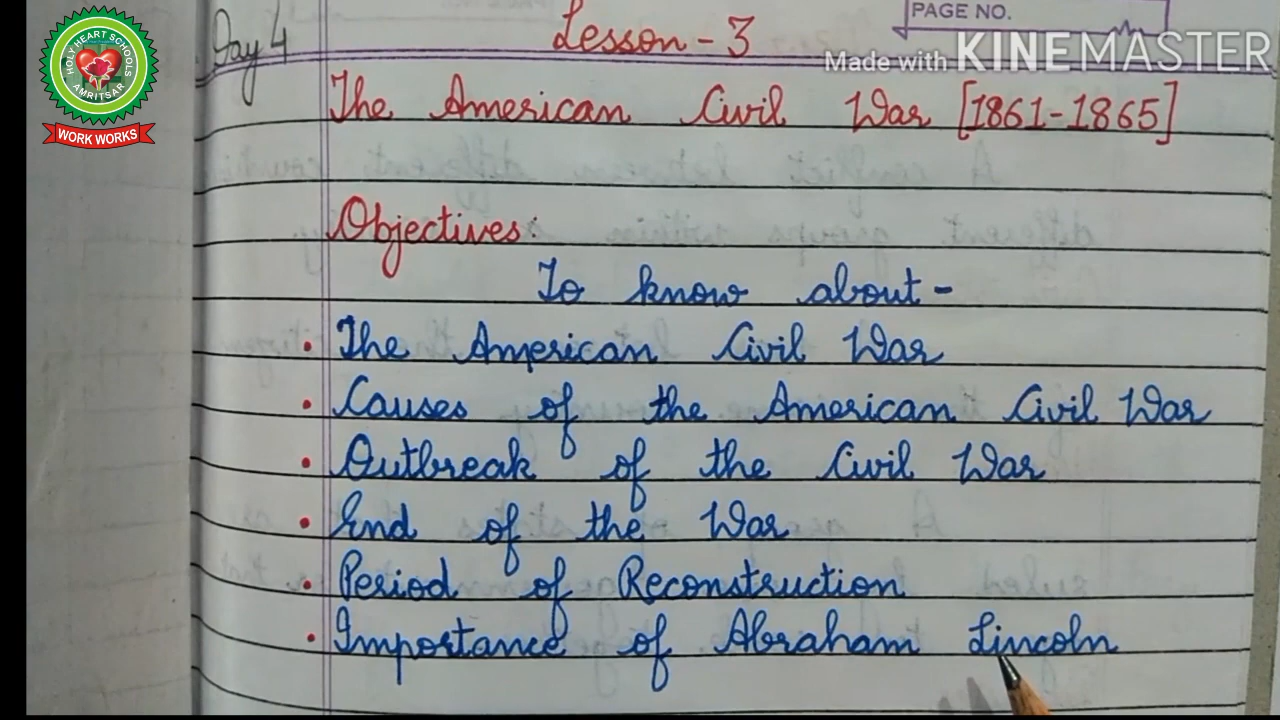 HOLY HEART SCHOOLS
AMRITSAR
WORK WORKS
Day 4
Lesson - 3
PAGE NO.
Made with KINEMASTER
The American Civil War [1861-1865]
Objectives:
To know about-
• The American Civil War
• Causes of the American Civil War
• Outbreak of the Civil War
• End of the War
• Period of Reconstruction
• Importance of Abraham Lincoln